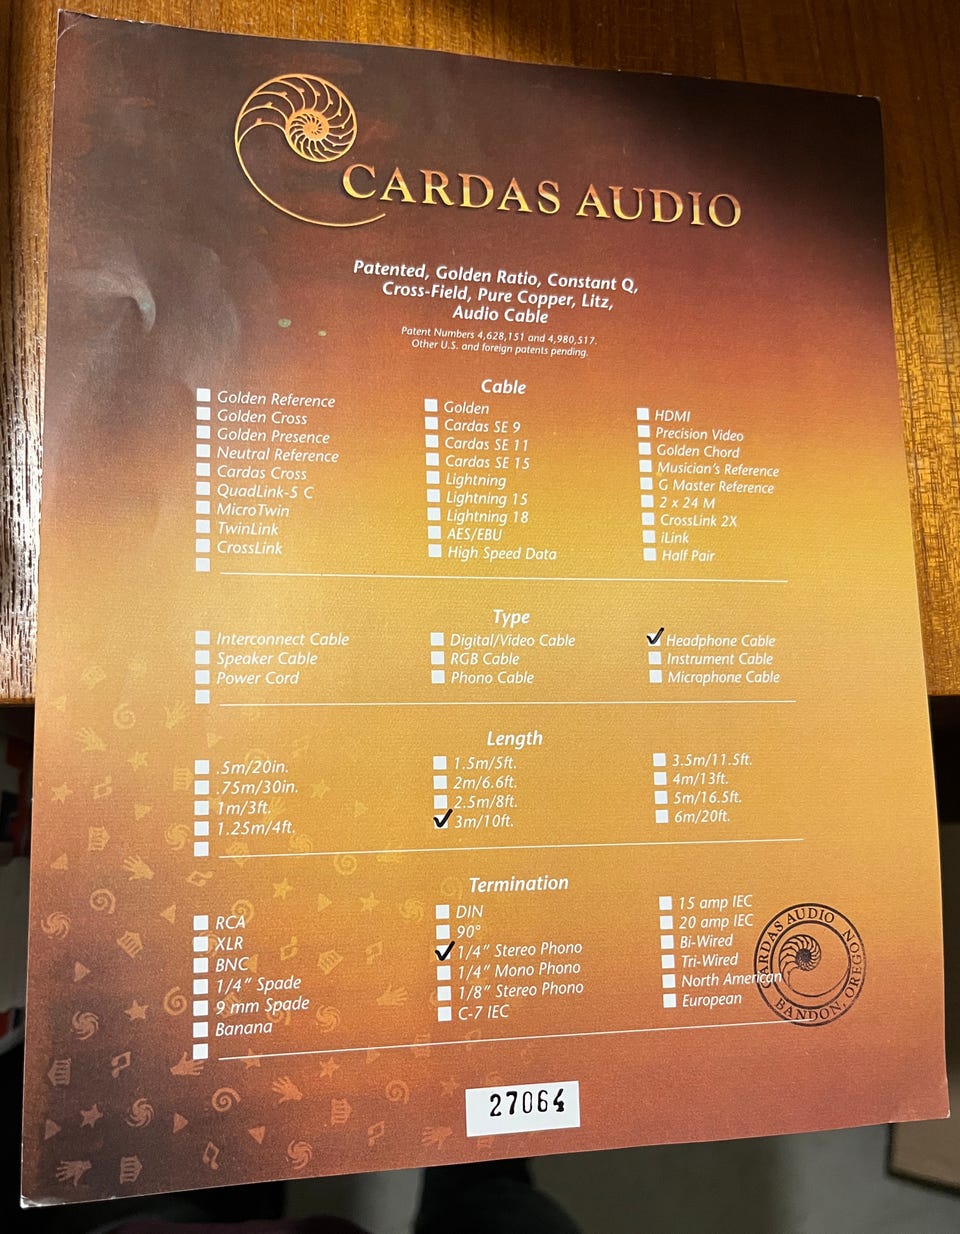 CARDAS AUDIO
Patented, Golden Ratio, Constant Q,
Cross-Field, Pure Copper, Litz,
Audio Cable
Patent Numbers 4,628,151 and 4,980,517.
Other U.S. and foreign patents pending.
Cable
Golden Reference
Golden Cross
Golden Presence
Neutral Reference
Cardas Cross
QuadLink-5 C
MicroTwin
TwinLink
CrossLink
Golden
Cardas SE 9
Cardas SE 11
Cardas SE 15
Lightning
Lightning 15
Lightning 18
AES/EBU
High Speed Data
HDMI
Precision Video
Golden Chord
Musician's Reference
G Master Reference
2 x 24 M
CrossLink 2X
iLink
Half Pair
Type
Interconnect Cable
Speaker Cable
Power Cord
Digital/Video Cable
RGB Cable
Phono Cable
Headphone Cable
Instrument Cable
Microphone Cable
Length
.5m/20in.
.75m/30in.
1m/3ft.
1.25m/4ft.
1.5m/5ft.
2m/6.6ft.
2.5m/8ft.
3m/10ft.
3.5m/11.5ft.
4m/13ft.
5m/16.5ft.
6m/20ft.
Termination
RCA
XLR
BNC
1/4" Spade
9 mm Spade
Banana
DIN
90°
1/4" Stereo Phono
1/4" Mono Phono
1/8" Stereo Phono
C-7 IEC
15 amp IEC
20 amp IEC
Bi-Wired
Tri-Wired
North American
European
CARDAS AUDIO
BANDON, OREGON
27064